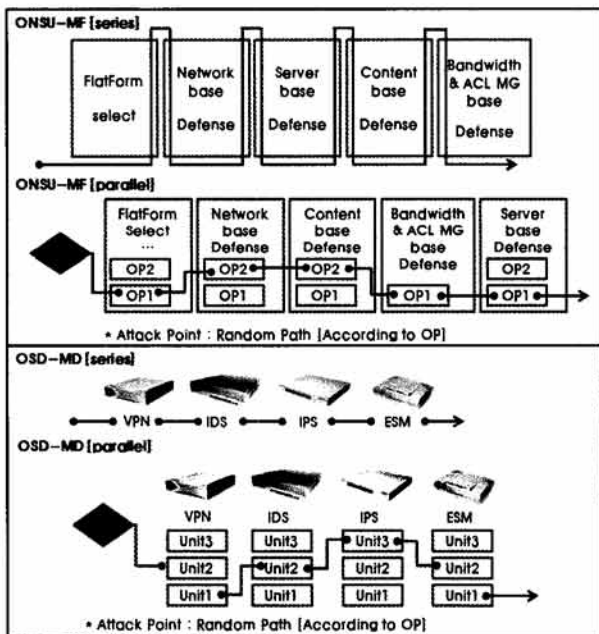 ONSU-MF [series]
FlatForm
select
Network
base
Defense
Server
base
Defense
Content
base
Defense
Bandwidth
& ACL MG
base
Defense
ONSU-MF [parallel]
FlatForm
Select
...
OP2
OP1
Network
base
Defense
OP2
OP1
Content
base
Defense
OP2
OP1
Bandwidth
& ACL MG
base
Defense
OP1
Server
base
Defense
OP2
OP1
* Attack Point : Random Path [According to OP]
OSD-MD [series]
VPN
IDS
IPS
ESM
OSD-MD [parallel]
VPN
Unit3
Unit2
Unit1
IDS
Unit3
Unit2
Unit1
IPS
Unit3
Unit2
Unit1
ESM
Unit3
Unit2
Unit1
* Attack Point : Random Path [According to OP]